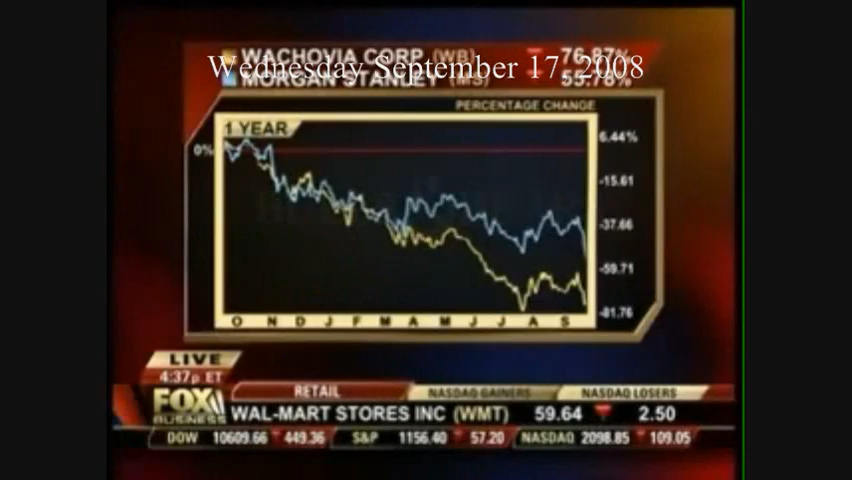 WACHOVIA CORP (WB) 76.87%
Wednesday September 17, 2008
MORGAN STANLEY (MS) 55.78%
PERCENTAGE CHANGE
1 YEAR
6.44%
0%
-15.61
-37.66
-59.71
-81.76
O N D J F M A M J J A S
LIVE
4:37p ET
RETAIL NASDAQ GAINERS NASDAQ LOSERS
FOX BUSINESS
WAL-MART STORES INC (WMT) 59.64 2.50
DOW 10609.66 449.36 S&P 1156.40 57.20 NASDAQ 2098.85 109.05